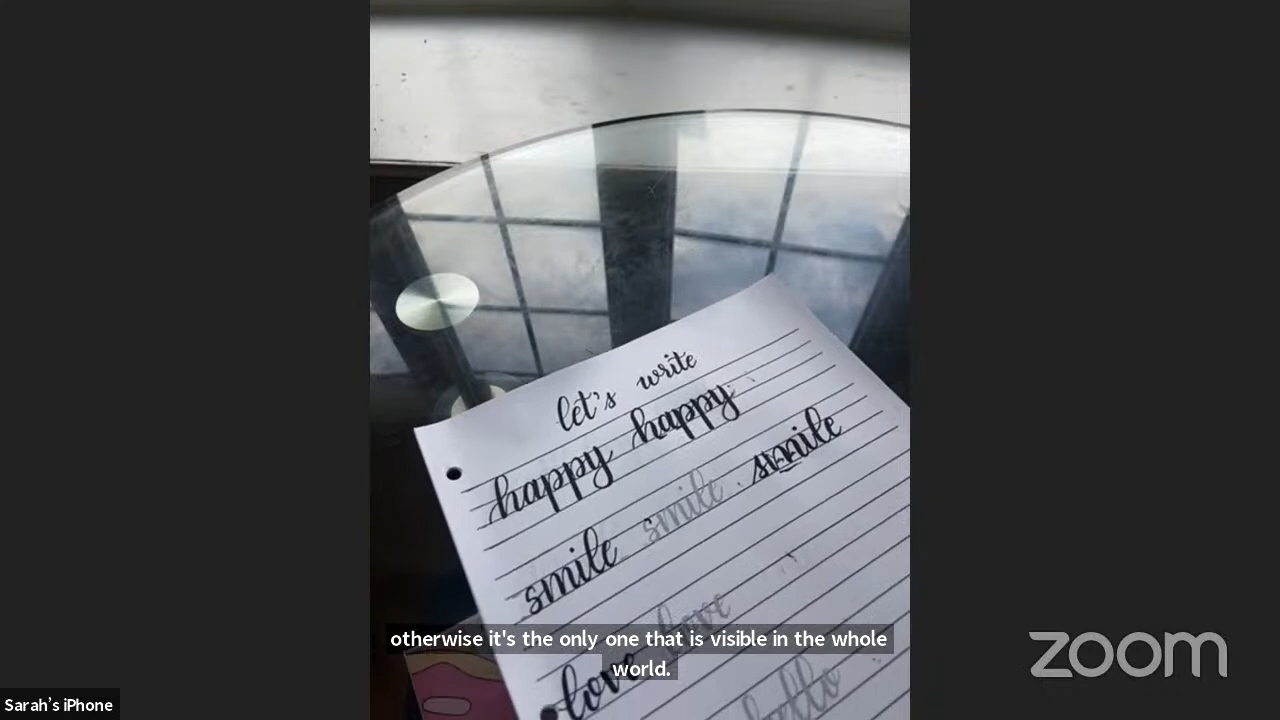 let's write
happy happy
smile smile smile
love love
hello
otherwise it's the only one that is visible in the whole
world.
zoom
Sarah's iPhone